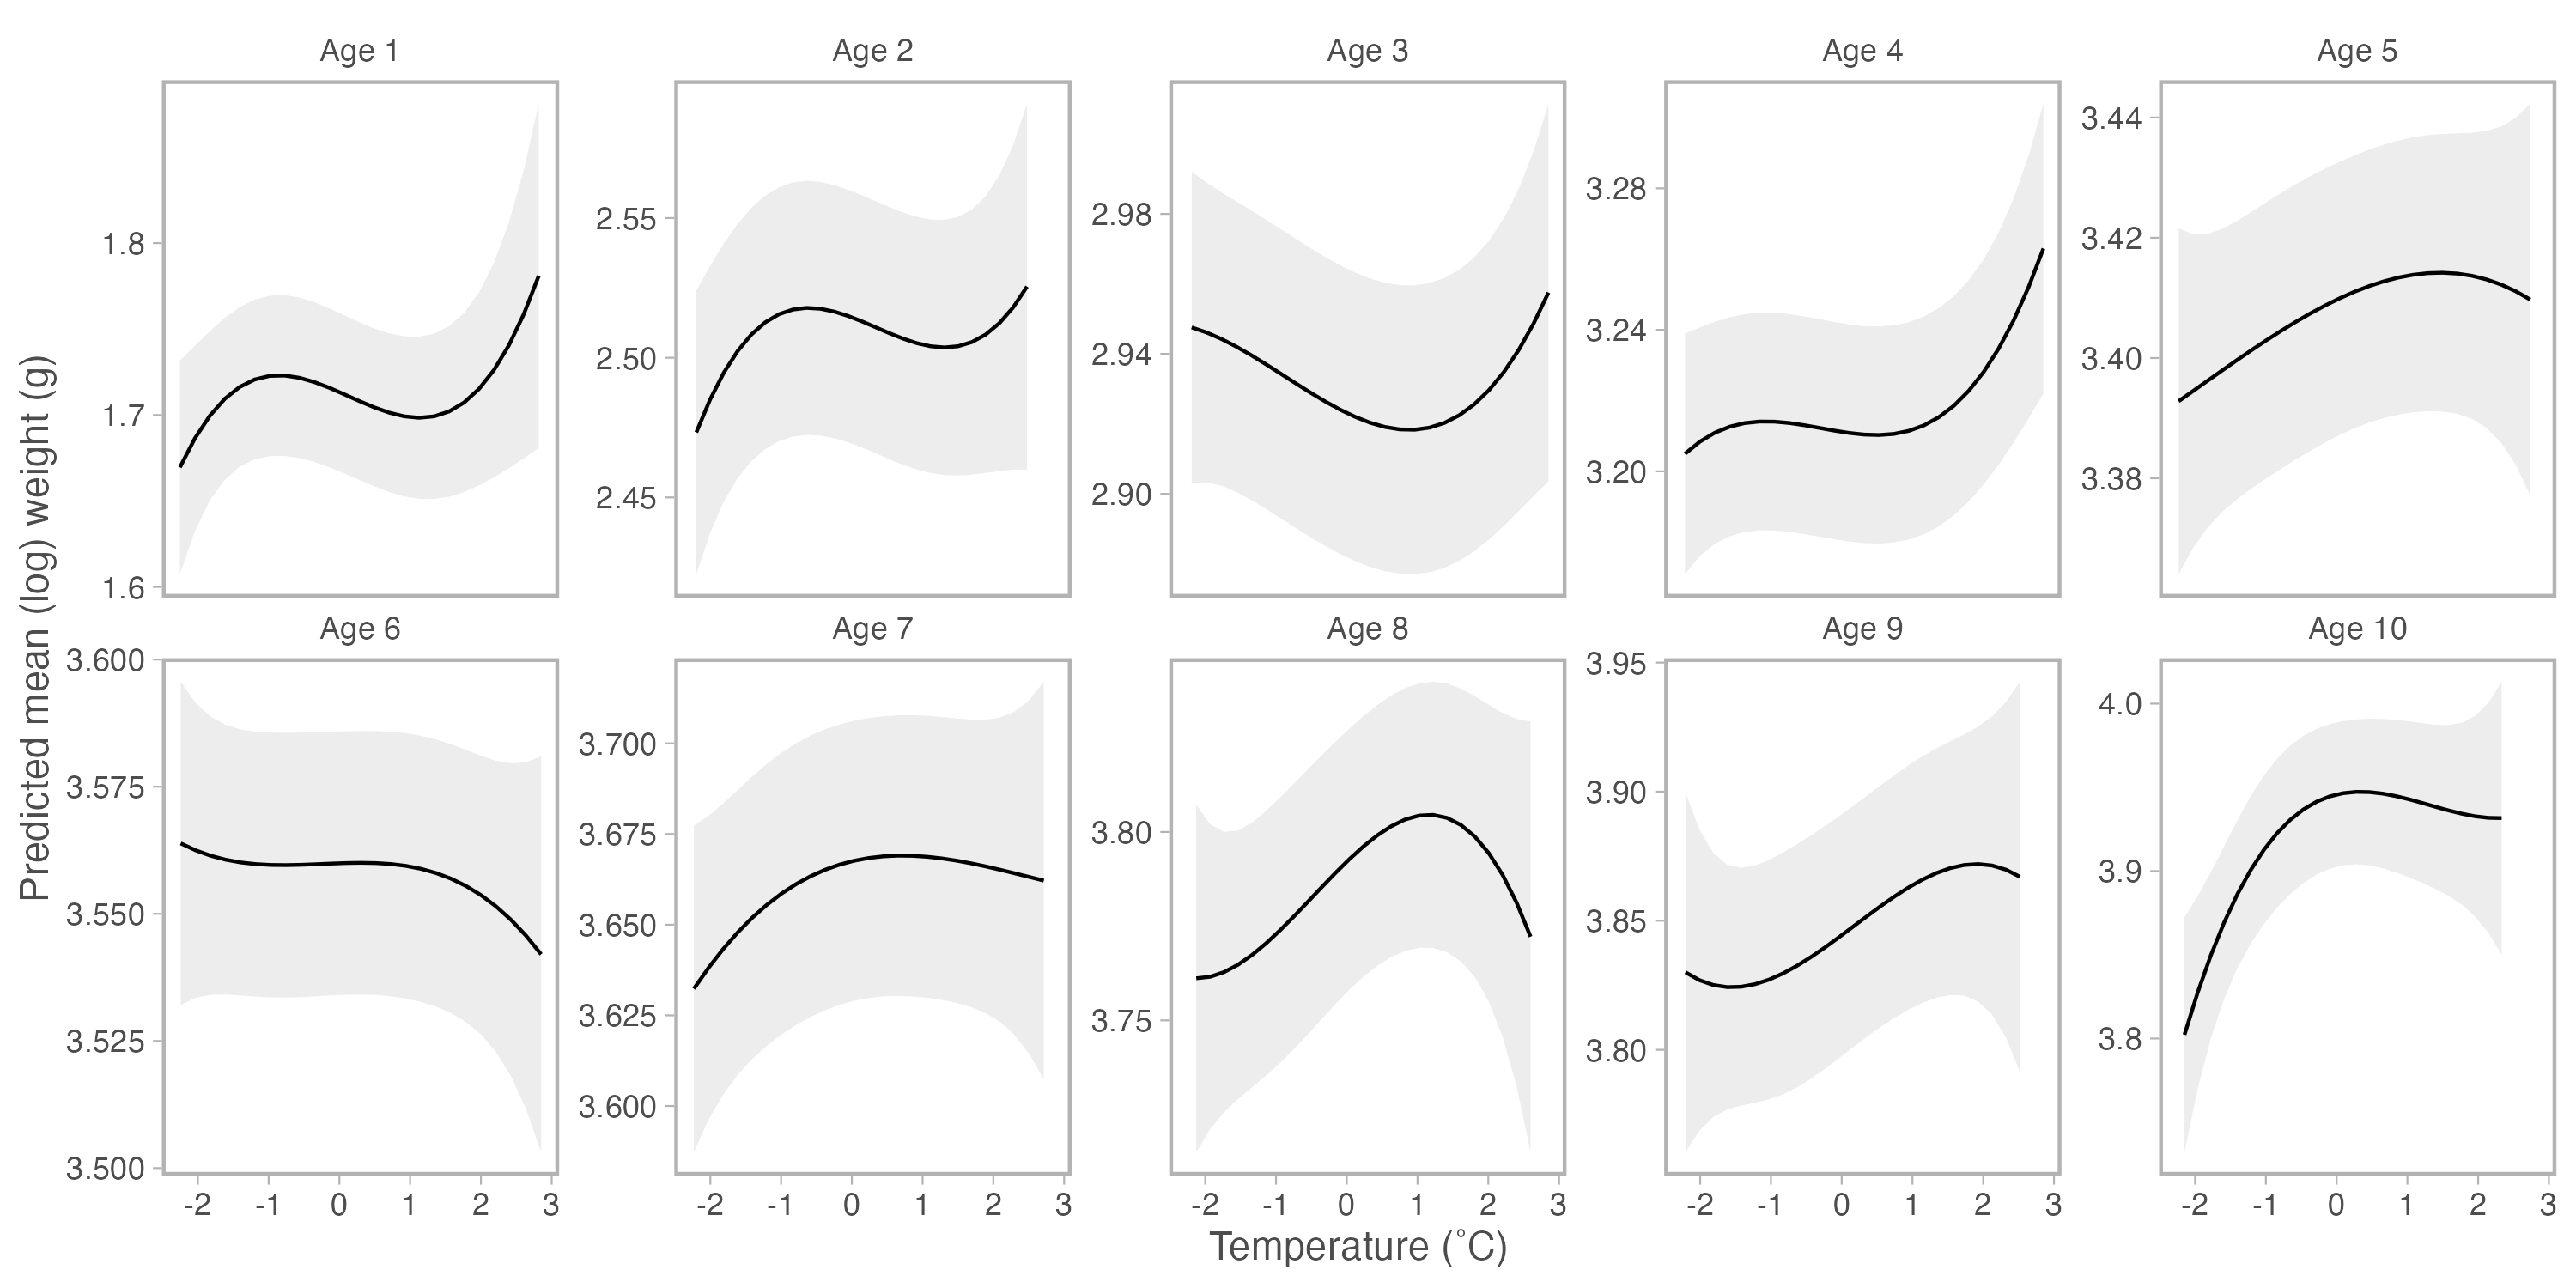 Predicted mean (log) weight (g)
Age 1
1.8
1.7
1.6
Age 2
2.55
2.50
2.45
Age 3
2.98
2.94
2.90
Age 4
3.28
3.24
3.20
Age 5
3.44
3.42
3.40
3.38
Age 6
3.600
3.575
3.550
3.525
3.500
-2 -1 0 1 2 3
Age 7
3.700
3.675
3.650
3.625
3.600
-2 -1 0 1 2 3
Age 8
3.80
3.75
-2 -1 0 1 2 3
Age 9
3.95
3.90
3.85
3.80
-2 -1 0 1 2 3
Age 10
4.0
3.9
3.8
-2 -1 0 1 2 3
Temperature (˚C)